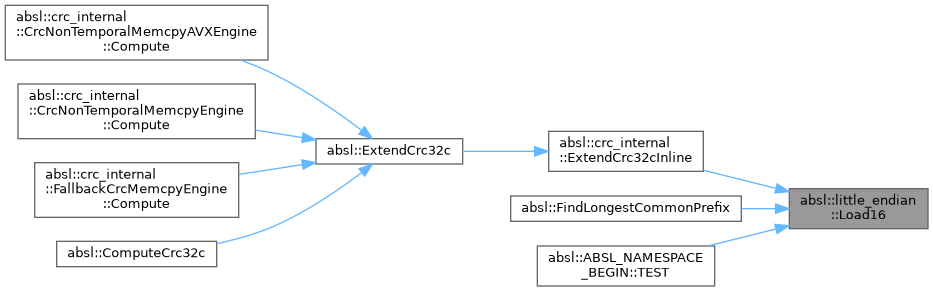 absl::crc_internal
::CrcNonTemporalMemcpyAVXEngine
::Compute
absl::crc_internal
::CrcNonTemporalMemcpyEngine
::Compute
absl::crc_internal
::FallbackCrcMemcpyEngine
::Compute
absl::ComputeCrc32c
absl::ExtendCrc32c
absl::crc_internal
::ExtendCrc32cInline
absl::FindLongestCommonPrefix
absl::ABSL_NAMESPACE
_BEGIN::TEST
absl::little_endian
::Load16